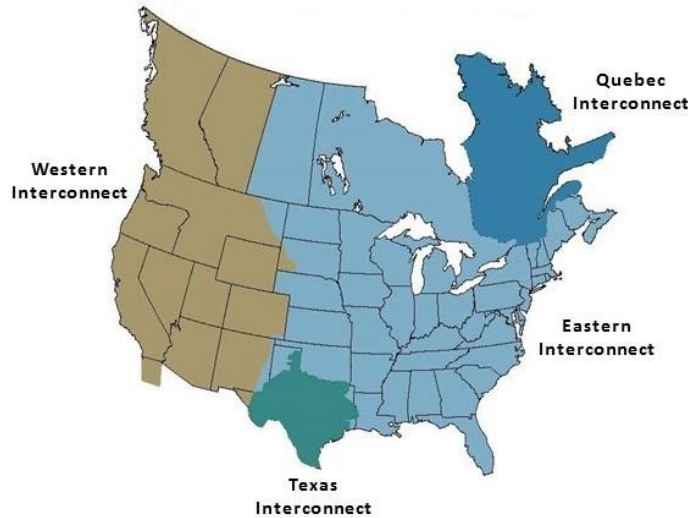 Quebec
Interconnect
Western
Interconnect
Eastern
Interconnect
Texas
Interconnect